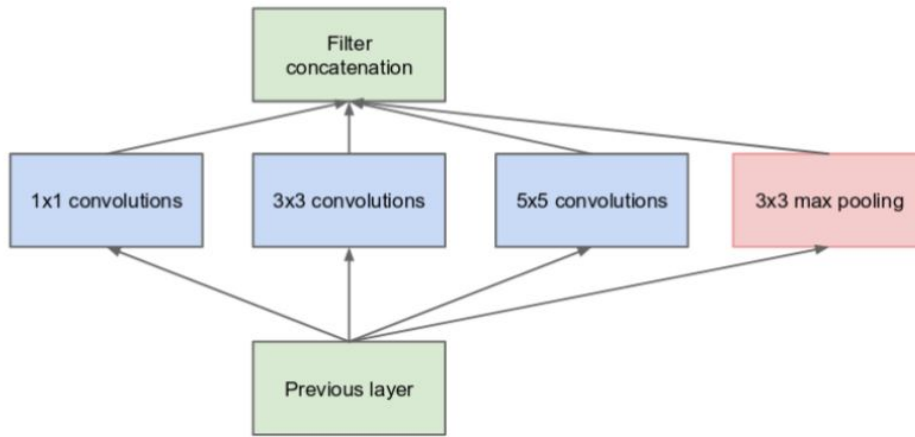 Filter
concatenation
1x1 convolutions
3x3 convolutions
5x5 convolutions
3x3 max pooling
Previous layer